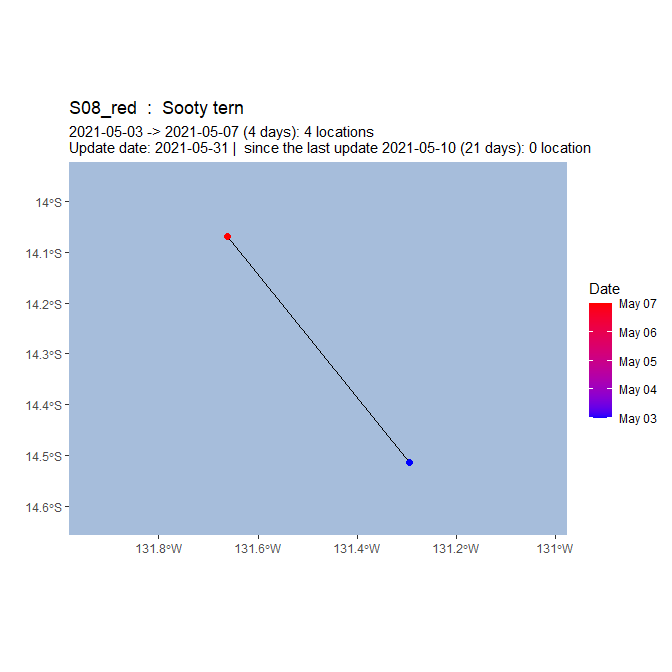 S08_red  :  Sooty tern
2021-05-03 -> 2021-05-07 (4 days): 4 locations
Update date: 2021-05-31 |  since the last update 2021-05-10 (21 days): 0 location
14°S
14.1°S
14.2°S
14.3°S
14.4°S
14.5°S
14.6°S
131.8°W
131.6°W
131.4°W
131.2°W
131°W
Date
May 07
May 06
May 05
May 04
May 03